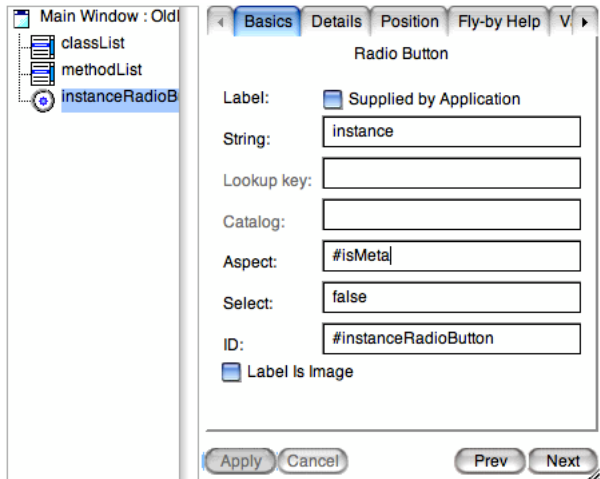 Main Window : Oldl
classList
methodList
instanceRadioB
Basics Details Position Fly-by Help V
Radio Button
Label: Supplied by Application
String: instance
Lookup key:
Catalog:
Aspect: #isMeta
Select: false
ID: #instanceRadioButton
Label Is Image
Apply Cancel Prev Next